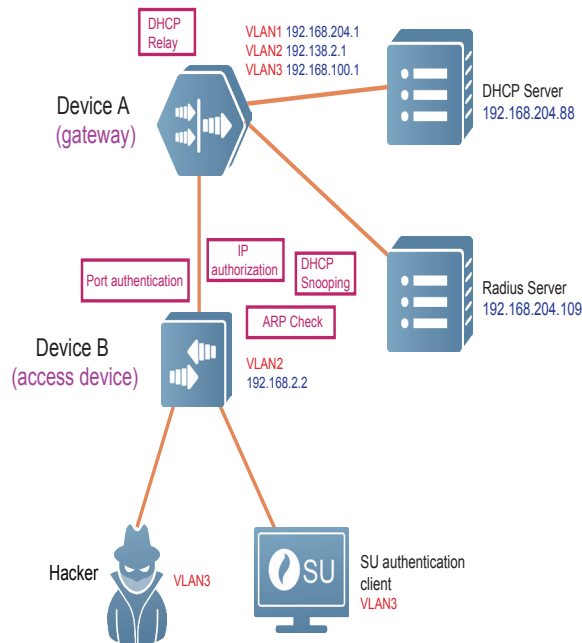 DHCP
Relay
VLAN1 192.168.204.1
VLAN2 192.138.2.1
VLAN3 192.168.100.1
DHCP Server
192.168.204.88
Device A
(gateway)
IP
authorization
DHCP
Snooping
Port authentication
Radius Server
192.168.204.109
ARP Check
Device B
(access device)
VLAN2
192.168.2.2
Hacker
VLAN3
SU
SU authentication
client
VLAN3